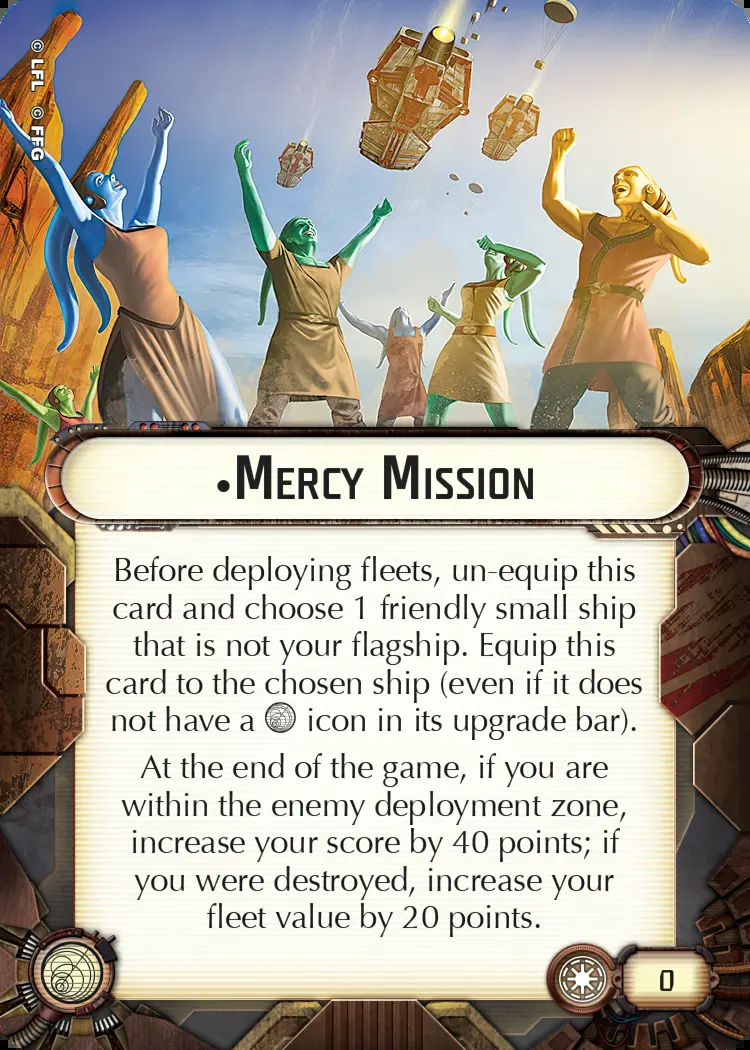 © LFL © FFG
•Mercy Mission
Before deploying fleets, un-equip this
card and choose 1 friendly small ship
that is not your flagship. Equip this
card to the chosen ship (even if it does
not have a icon in its upgrade bar).
At the end of the game, if you are
within the enemy deployment zone,
increase your score by 40 points; if
you were destroyed, increase your
fleet value by 20 points.
0